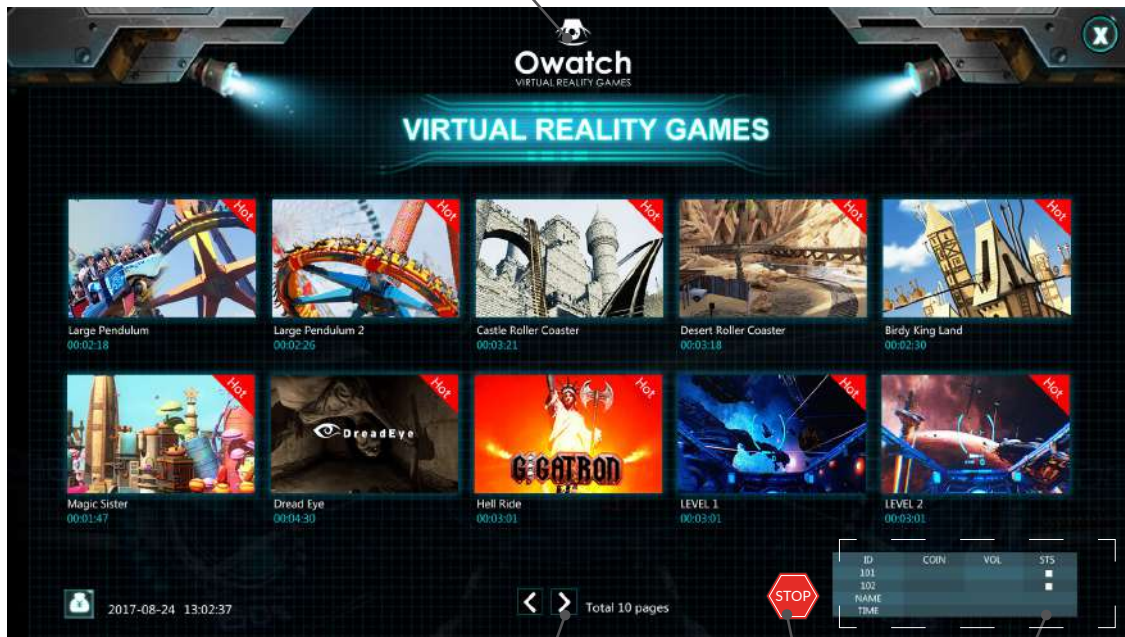 X
Owatch
VIRTUAL REALITY GAMES
VIRTUAL REALITY GAMES
Hot
Hot
Hot
Hot
Hot
Large Pendulum
00:02:18
Large Pendulum 2
00:02:26
Castle Roller Coaster
00:03:21
Desert Roller Coaster
00:03:18
Birdy King Land
00:02:30
Hot
Hot
Hot
Hot
Hot
DreadEye
GIGATRON
Magic Sister
00:01:47
Dread Eye
00:04:30
Hell Ride
00:03:01
LEVEL 1
00:03:01
LEVEL 2
00:03:01
ID COIN VOL STS
101
102
NAME
TIME
2017-08-24 13:02:37
< > Total 10 pages
STOP